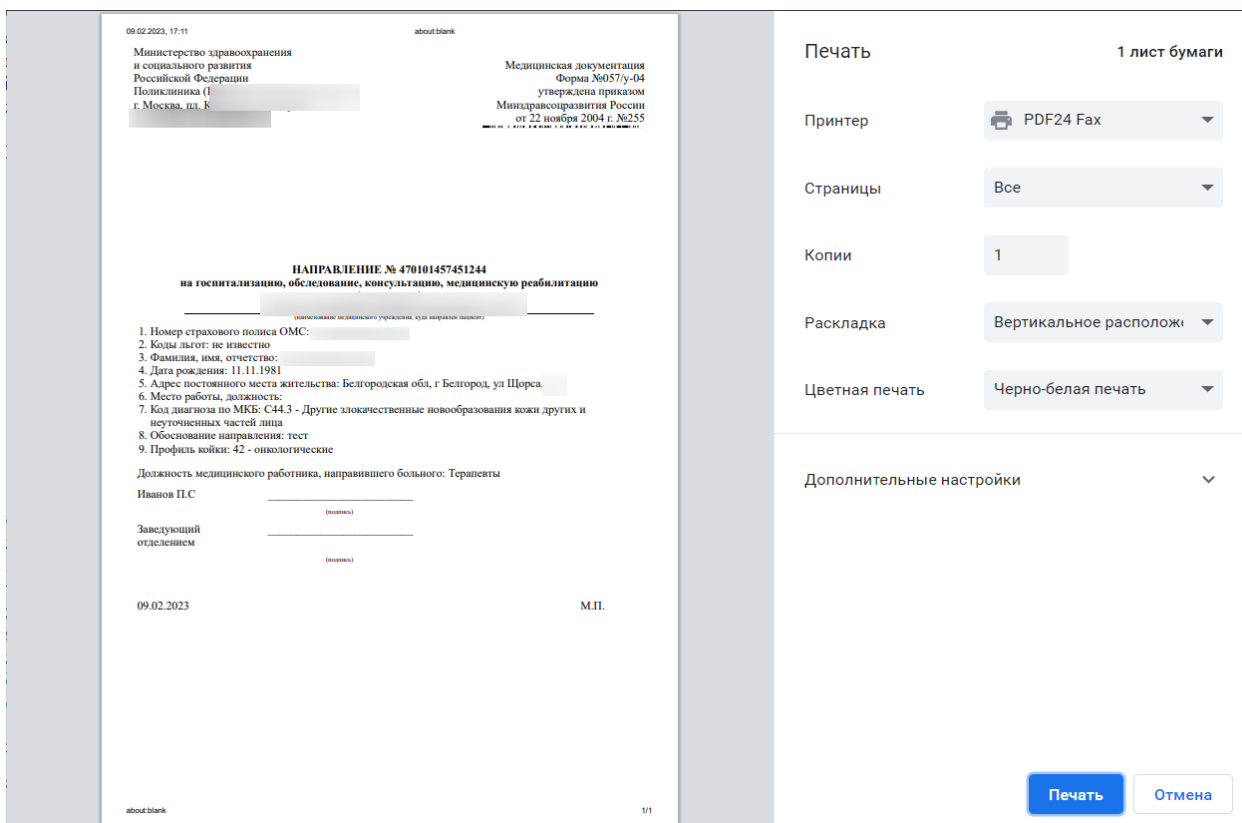 09.02.2023, 17:11
about:blank
Министерство здравоохранения
и социального развития
Российской Федерации
Поликлиника
г. Москва, пл. К
Медицинская документация
Форма №057/у-04
утверждена приказом
Минздравсоцразвития России
от 22 ноября 2004 г. №255
НАПРАВЛЕНИЕ № 470101457451244
на госпитализацию, обследование, консультацию, медицинскую реабилитацию
(наименование медицинского учреждения, куда направлен пациент)
1. Номер страхового полиса ОМС:
2. Коды льгот: не известно
3. Фамилия, имя, отчетство:
4. Дата рождения: 11.11.1981
5. Адрес постоянного места жительства: Белгородская обл, г Белгород, ул Щорса,
6. Место работы, должность:
7. Код диагноза по МКБ: C44.3 - Другие злокачественные новообразования кожи других и
неуточненных частей лица
8. Обоснование направления: тест
9. Профиль койки: 42 - онкологические
Должность медицинского работника, направившего больного: Терапевты
Иванов П.С
(подпись)
Заведующий
отделением
(подпись)
09.02.2023
М.П.
about:blank
1/1
Печать
1 лист бумаги
Принтер
PDF24 Fax
Страницы
Все
Копии
1
Раскладка
Вертикальное располож
Цветная печать
Черно-белая печать
Дополнительные настройки
Печать
Отмена